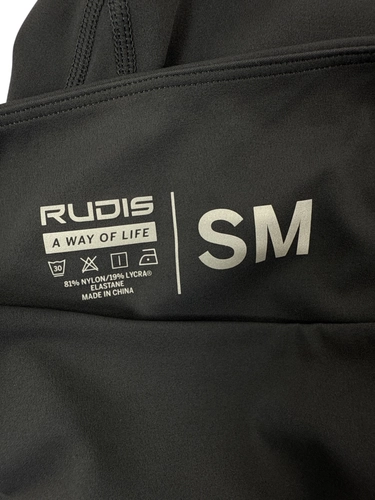 RUDIS
A WAY OF LIFE
30
81% NYLON/19% LYCRA®
ELASTANE
MADE IN CHINA
SM